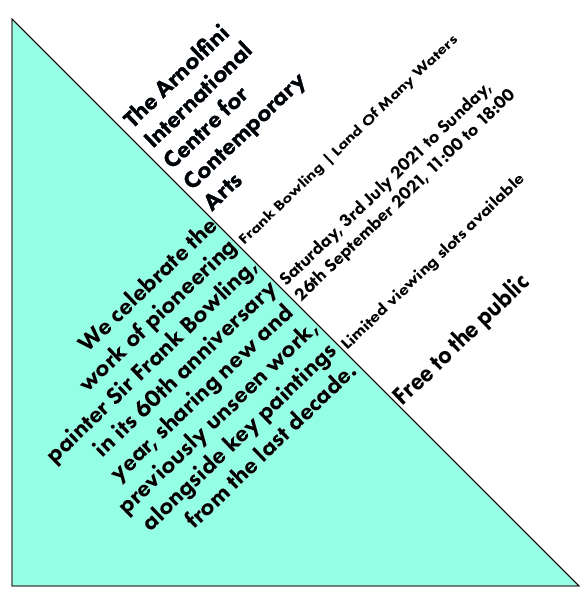 The Arnolfini
International
Centre for
Contemporary
Arts
Frank Bowling | Land Of Many Waters
Saturday, 3rd July 2021 to Sunday,
26th September 2021, 11:00 to 18:00
Limited viewing slots available
Free to the public
We celebrate the
work of pioneering
painter Sir Frank Bowling,
in its 60th anniversary
year, sharing new and
previously unseen work,
alongside key paintings
from the last decade.